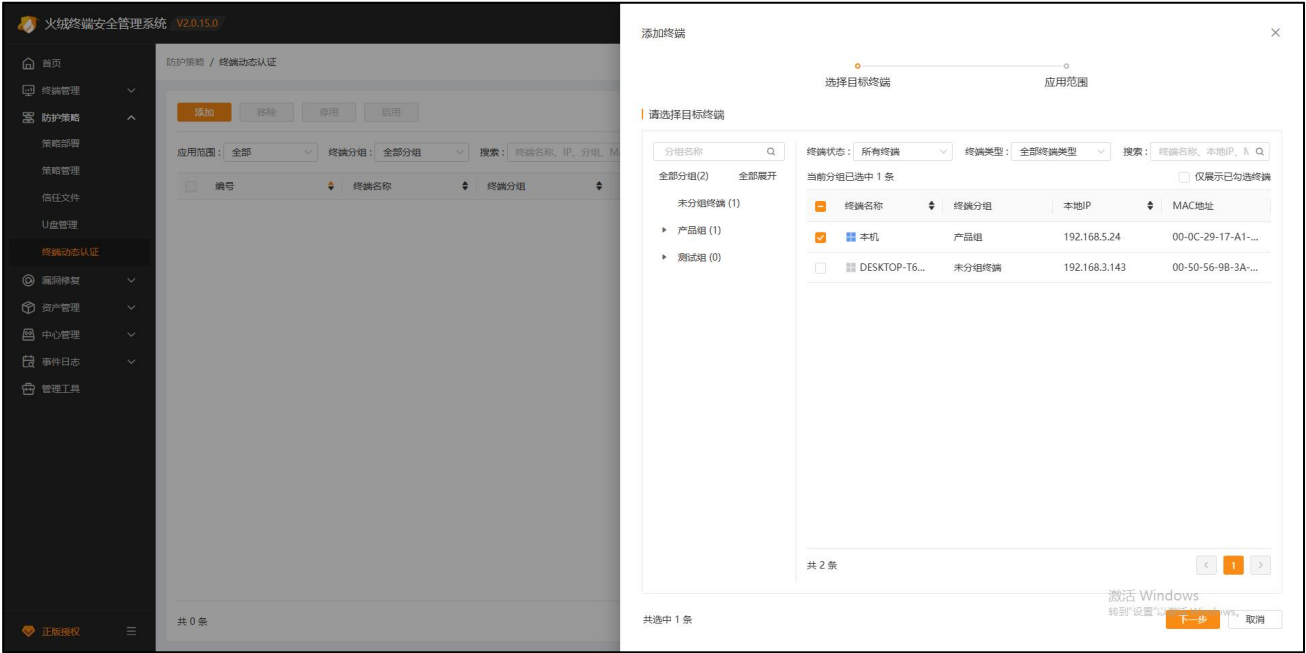 火绒终端安全管理系统 V2.0.15.0
首页
终端管理
防护策略
策略部署
策略管理
信任文件
U盘管理
终端动态认证
漏洞修复
资产管理
中心管理
事件日志
管理工具
正版授权
防护策略 / 终端动态认证
添加 移除 停用 启用
应用范围: 全部 终端分组: 全部分组 搜索: 终端名称、IP、分组、MA
编号 终端名称 终端分组
共 0 条
添加终端
选择目标终端 应用范围
请选择目标终端
分组名称
全部分组(2) 全部展开
未分组终端 (1)
产品组 (1)
测试组 (0)
终端状态: 所有终端 终端类型: 全部终端类型 搜索: 终端名称、本地IP、
当前分组已选中 1 条 仅展示已勾选终端
终端名称 终端分组 本地IP MAC地址
本机 产品组 192.168.5.24 00-0C-29-17-A1-...
DESKTOP-T6... 未分组终端 192.168.3.143 00-50-56-9B-3A-...
共 2 条 1
激活 Windows
转到"设置"以
共选中 1 条 下一步 取消